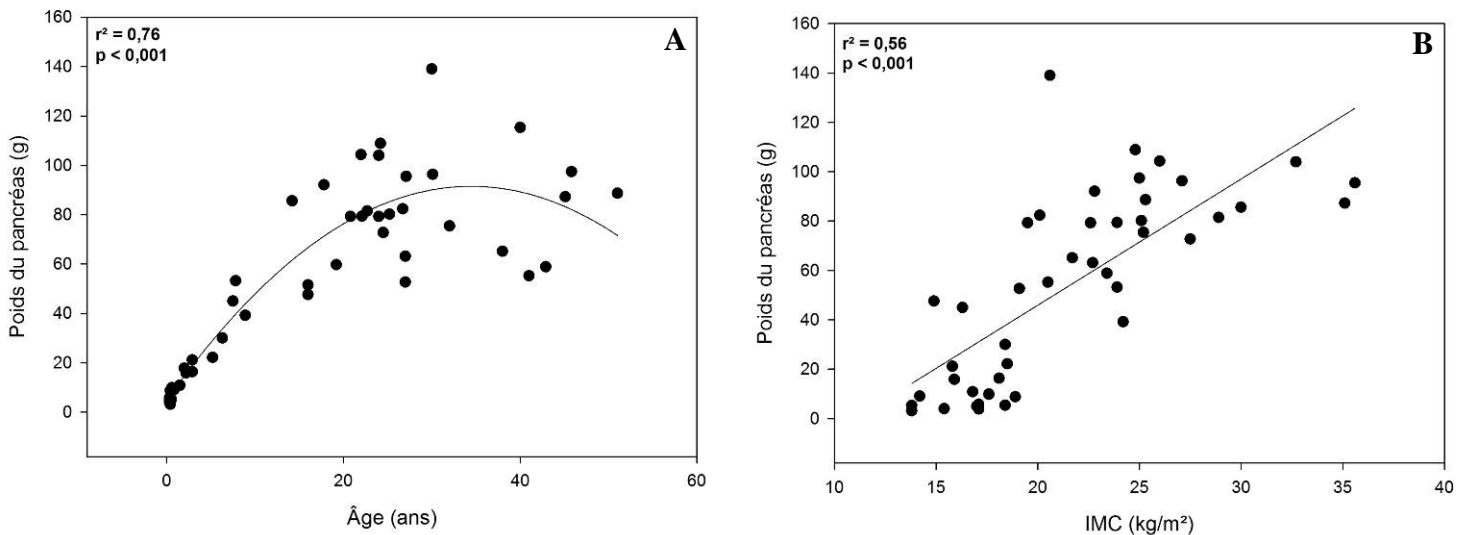 r² = 0,76
p < 0,001
A
160
140
120
100
80
60
40
20
0
Poids du pancréas (g)
0 20 40 60
Âge (ans)
r² = 0,56
p < 0,001
B
160
140
120
100
80
60
40
20
0
Poids du pancréas (g)
10 15 20 25 30 35 40
IMC (kg/m²)